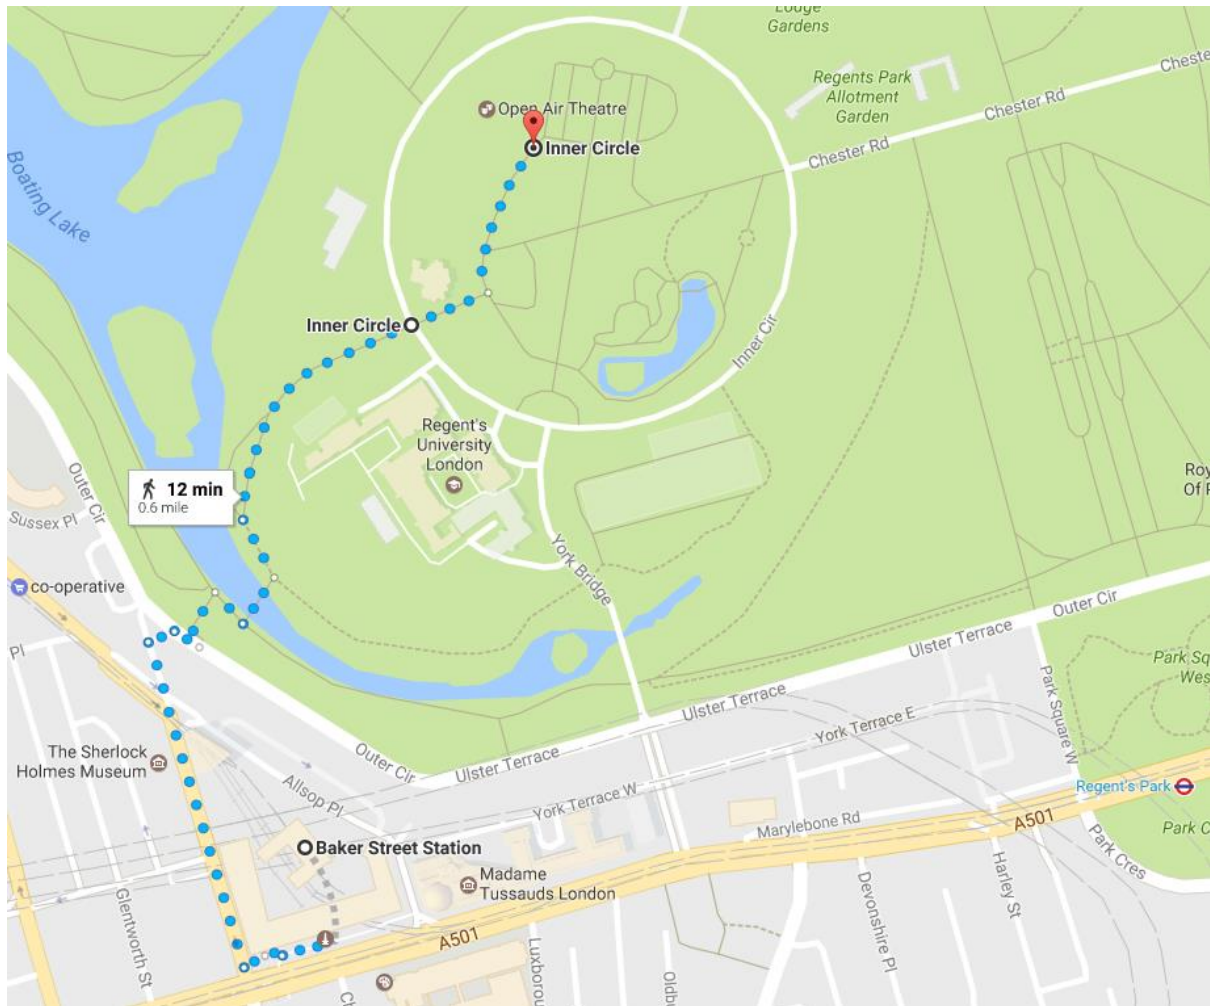 Lodge
Gardens
Regents Park
Allotment
Garden
Chester Rd
Chester Rd
Chester
Open Air Theatre
Inner Circle
Boating Lake
Inner Circle
Inner Cir
Regent's
University
London
Outer Cir
12 min
0.6 mile
Sussex Pl
York Bridge
Roy
Of P
co-operative
Outer Cir
Ulster Terrace
Pl
Park Sq
Wes
Park Square W
Ulster Terrace
York Terrace E
The Sherlock
Holmes Museum
Outer Cir
Ulster Terrace
Allsop Pl
York Terrace W
Regent's Park
A501
Marylebone Rd
Park C
Baker Street Station
Park Cres
Madame
Tussauds London
Glentworth St
Harley St
Devonshire Pl
A501
Luxborou
Oldbu
Ch